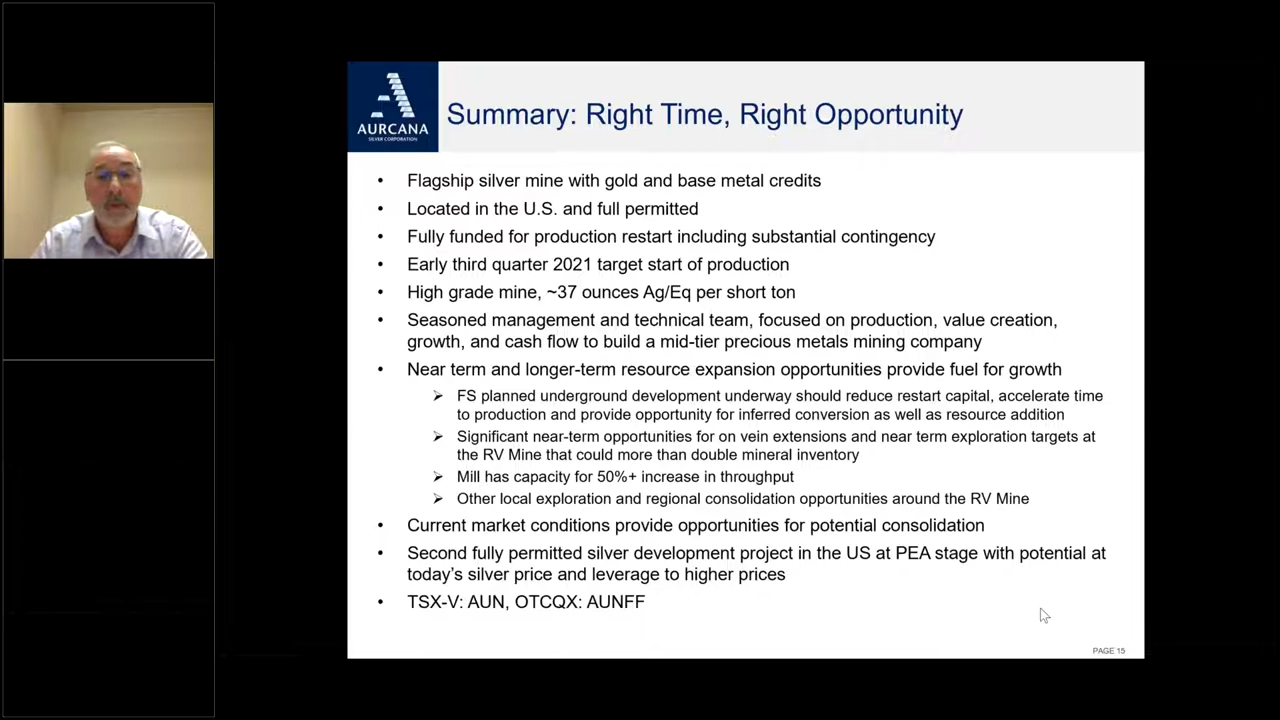 AURCANA
SILVER CORPORATION
Summary: Right Time, Right Opportunity
• Flagship silver mine with gold and base metal credits
• Located in the U.S. and full permitted
• Fully funded for production restart including substantial contingency
• Early third quarter 2021 target start of production
• High grade mine, ~37 ounces Ag/Eq per short ton
• Seasoned management and technical team, focused on production, value creation,
growth, and cash flow to build a mid-tier precious metals mining company
• Near term and longer-term resource expansion opportunities provide fuel for growth
➢ FS planned underground development underway should reduce restart capital, accelerate time
to production and provide opportunity for inferred conversion as well as resource addition
➢ Significant near-term opportunities for on vein extensions and near term exploration targets at
the RV Mine that could more than double mineral inventory
➢ Mill has capacity for 50%+ increase in throughput
➢ Other local exploration and regional consolidation opportunities around the RV Mine
• Current market conditions provide opportunities for potential consolidation
• Second fully permitted silver development project in the US at PEA stage with potential at
today's silver price and leverage to higher prices
• TSX-V: AUN, OTCQX: AUNFF
PAGE 15